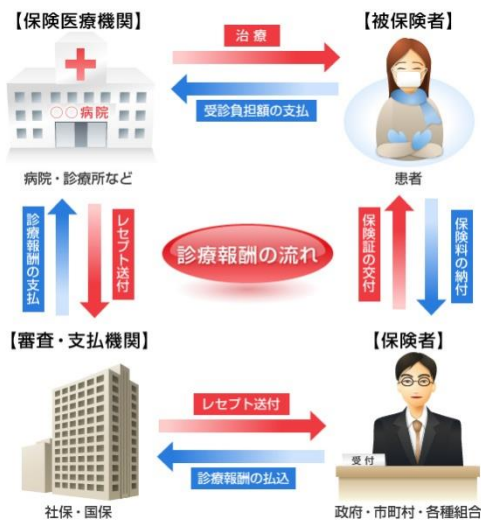 【保険医療機関】
治療
【被保険者】
受診負担額の支払
○○病院
病院・診療所など
患者
診療報酬の支払
レセプト送付
診療報酬の流れ
保険証の交付
保険料の納付
【審査・支払機関】
【保険者】
レセプト送付
受付
診療報酬の払込
社保・国保
政府・市町村・各種組合